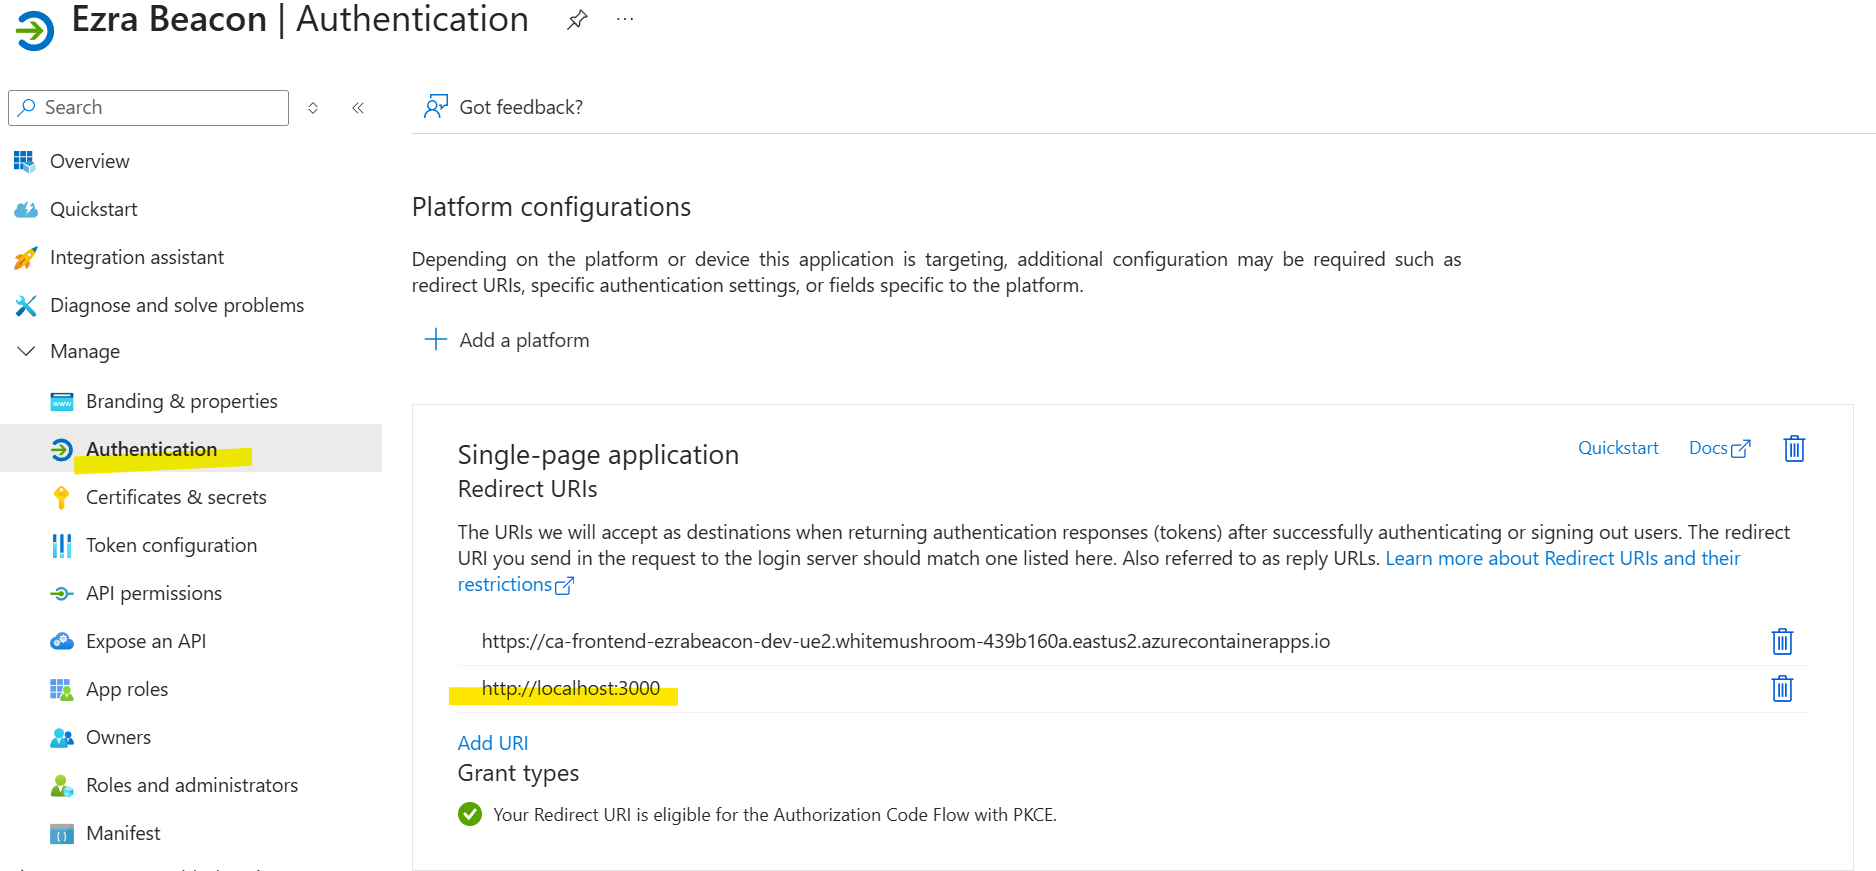 Ezra Beacon | Authentication
Search
Got feedback?
Overview
Quickstart
Integration assistant
Diagnose and solve problems
Manage
Branding & properties
Authentication
Certificates & secrets
Token configuration
API permissions
Expose an API
App roles
Owners
Roles and administrators
Manifest
Platform configurations
Depending on the platform or device this application is targeting, additional configuration may be required such as
redirect URIs, specific authentication settings, or fields specific to the platform.
Add a platform
Single-page application
Quickstart
Docs
Redirect URIs
The URIs we will accept as destinations when returning authentication responses (tokens) after successfully authenticating or signing out users. The redirect
URI you send in the request to the login server should match one listed here. Also referred to as reply URLs. Learn more about Redirect URIs and their
restrictions
https://ca-frontend-ezrabeacon-dev-ue2.whitemushroom-439b160a.eastus2.azurecontainerapps.io
http://localhost:3000
Add URI
Grant types
Your Redirect URI is eligible for the Authorization Code Flow with PKCE.